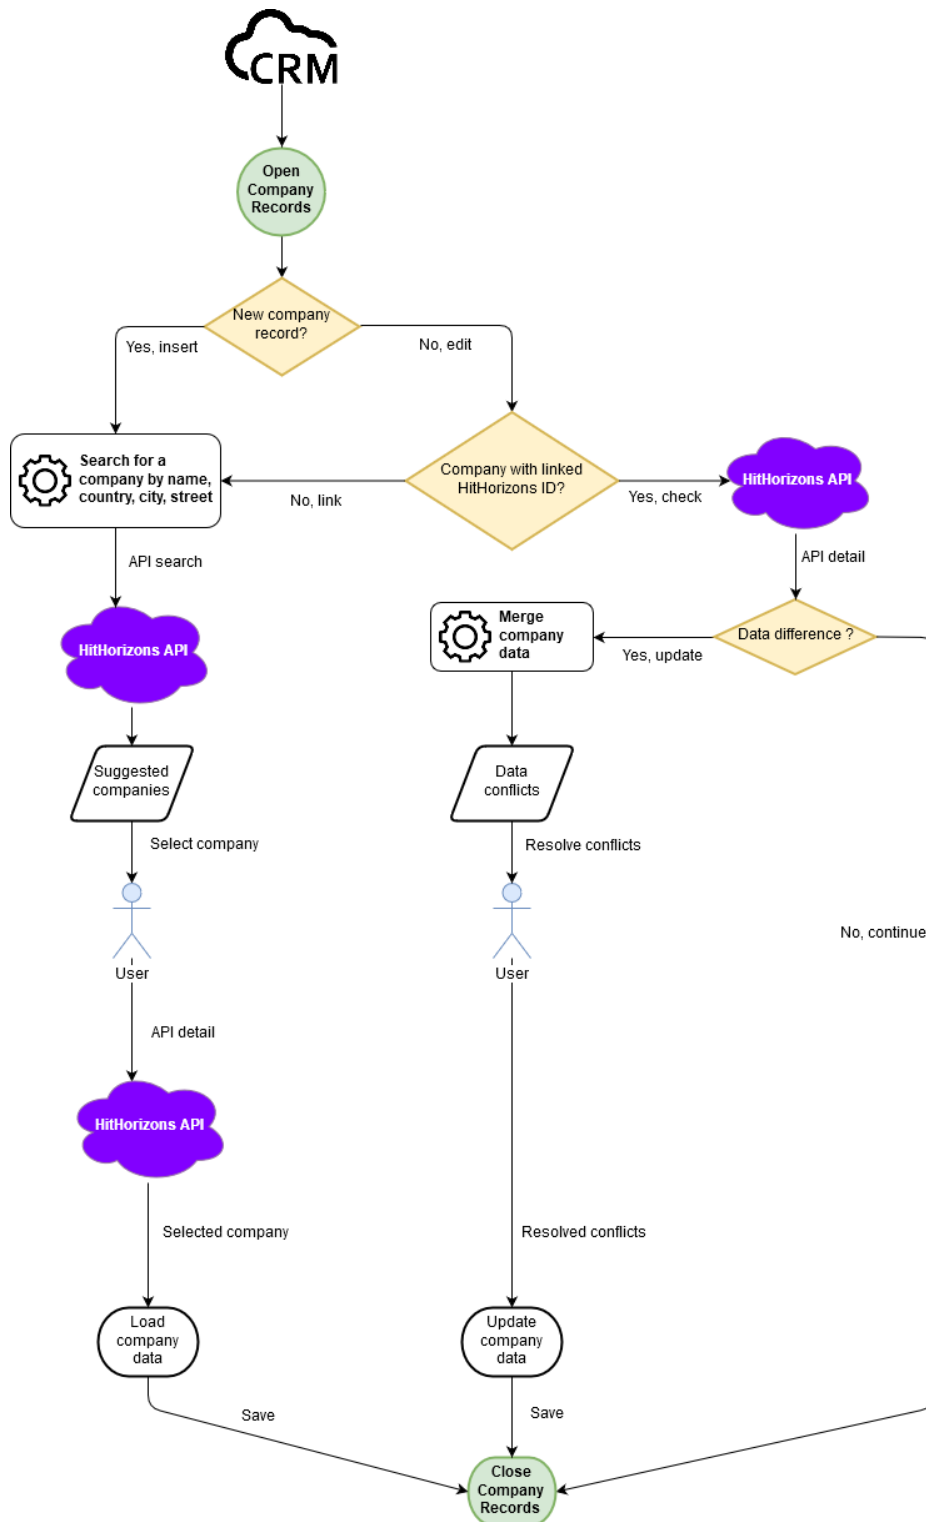 CRM
Open
Company
Records
New company
record?
Yes, insert
No, edit
Search for a
company by name,
country, city, street
No, link
Company with linked
HitHorizons ID?
Yes, check
HitHorizons API
API search
API detail
HitHorizons API
Merge
company
data
Yes, update
Data difference ?
Suggested
companies
Data
conflicts
Select company
Resolve conflicts
User
User
No, continue
API detail
HitHorizons API
Selected company
Resolved conflicts
Load
company
data
Update
company
data
Save
Save
Close
Company
Records